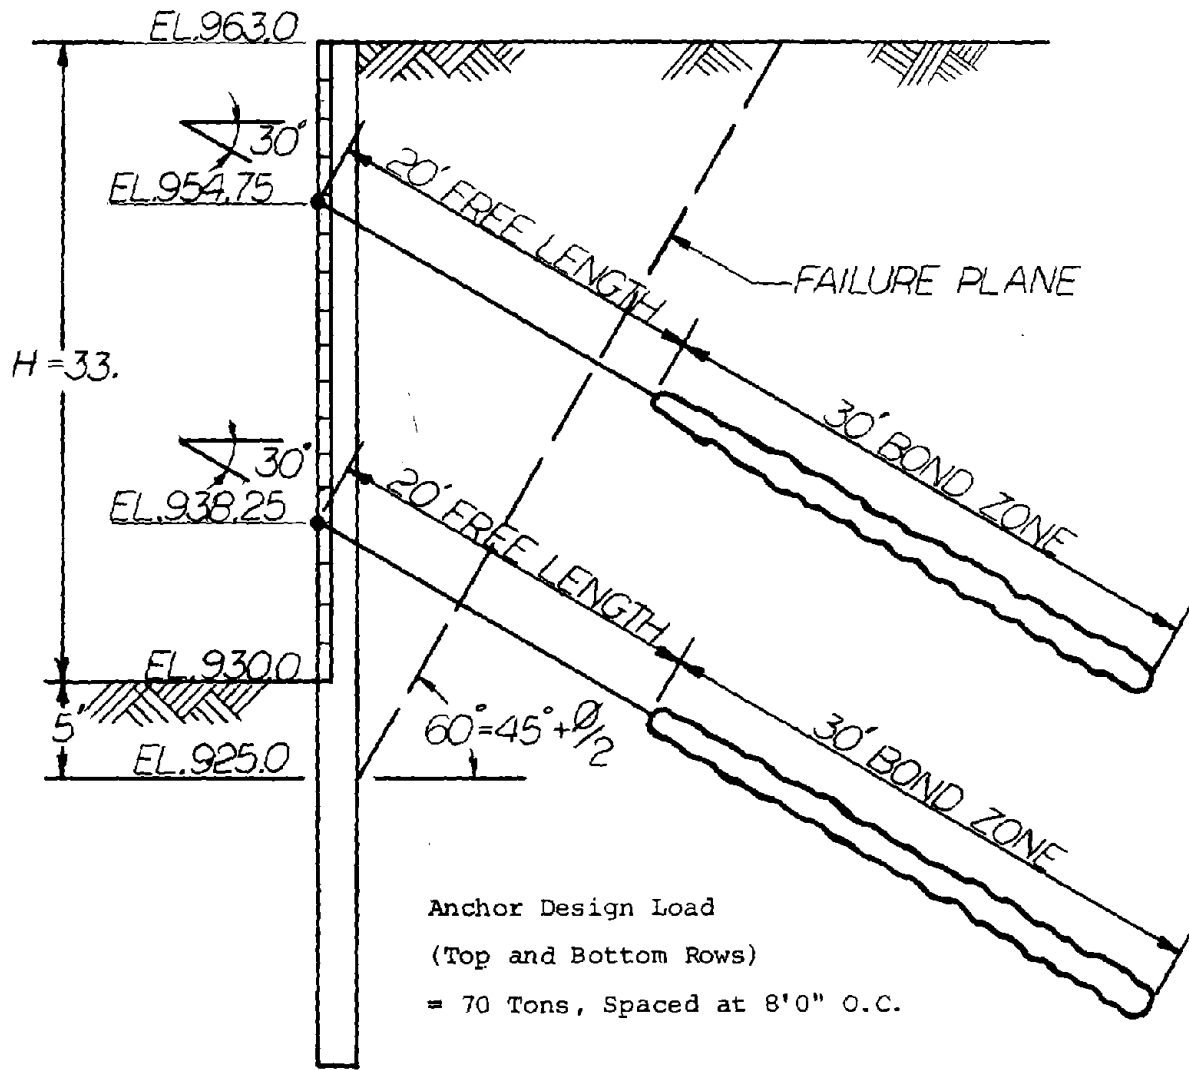 EL.963.0
30°
EL.954.75
20' FREE LENGTH
FAILURE PLANE
H=33.
30' BOND ZONE
30°
EL.938.25
20' FREE LENGTH
EL.930.0
5'
60°=45°+Ø/2
EL.925.0
30' BOND ZONE
Anchor Design Load
(Top and Bottom Rows)
= 70 Tons, Spaced at 8'0" O.C.